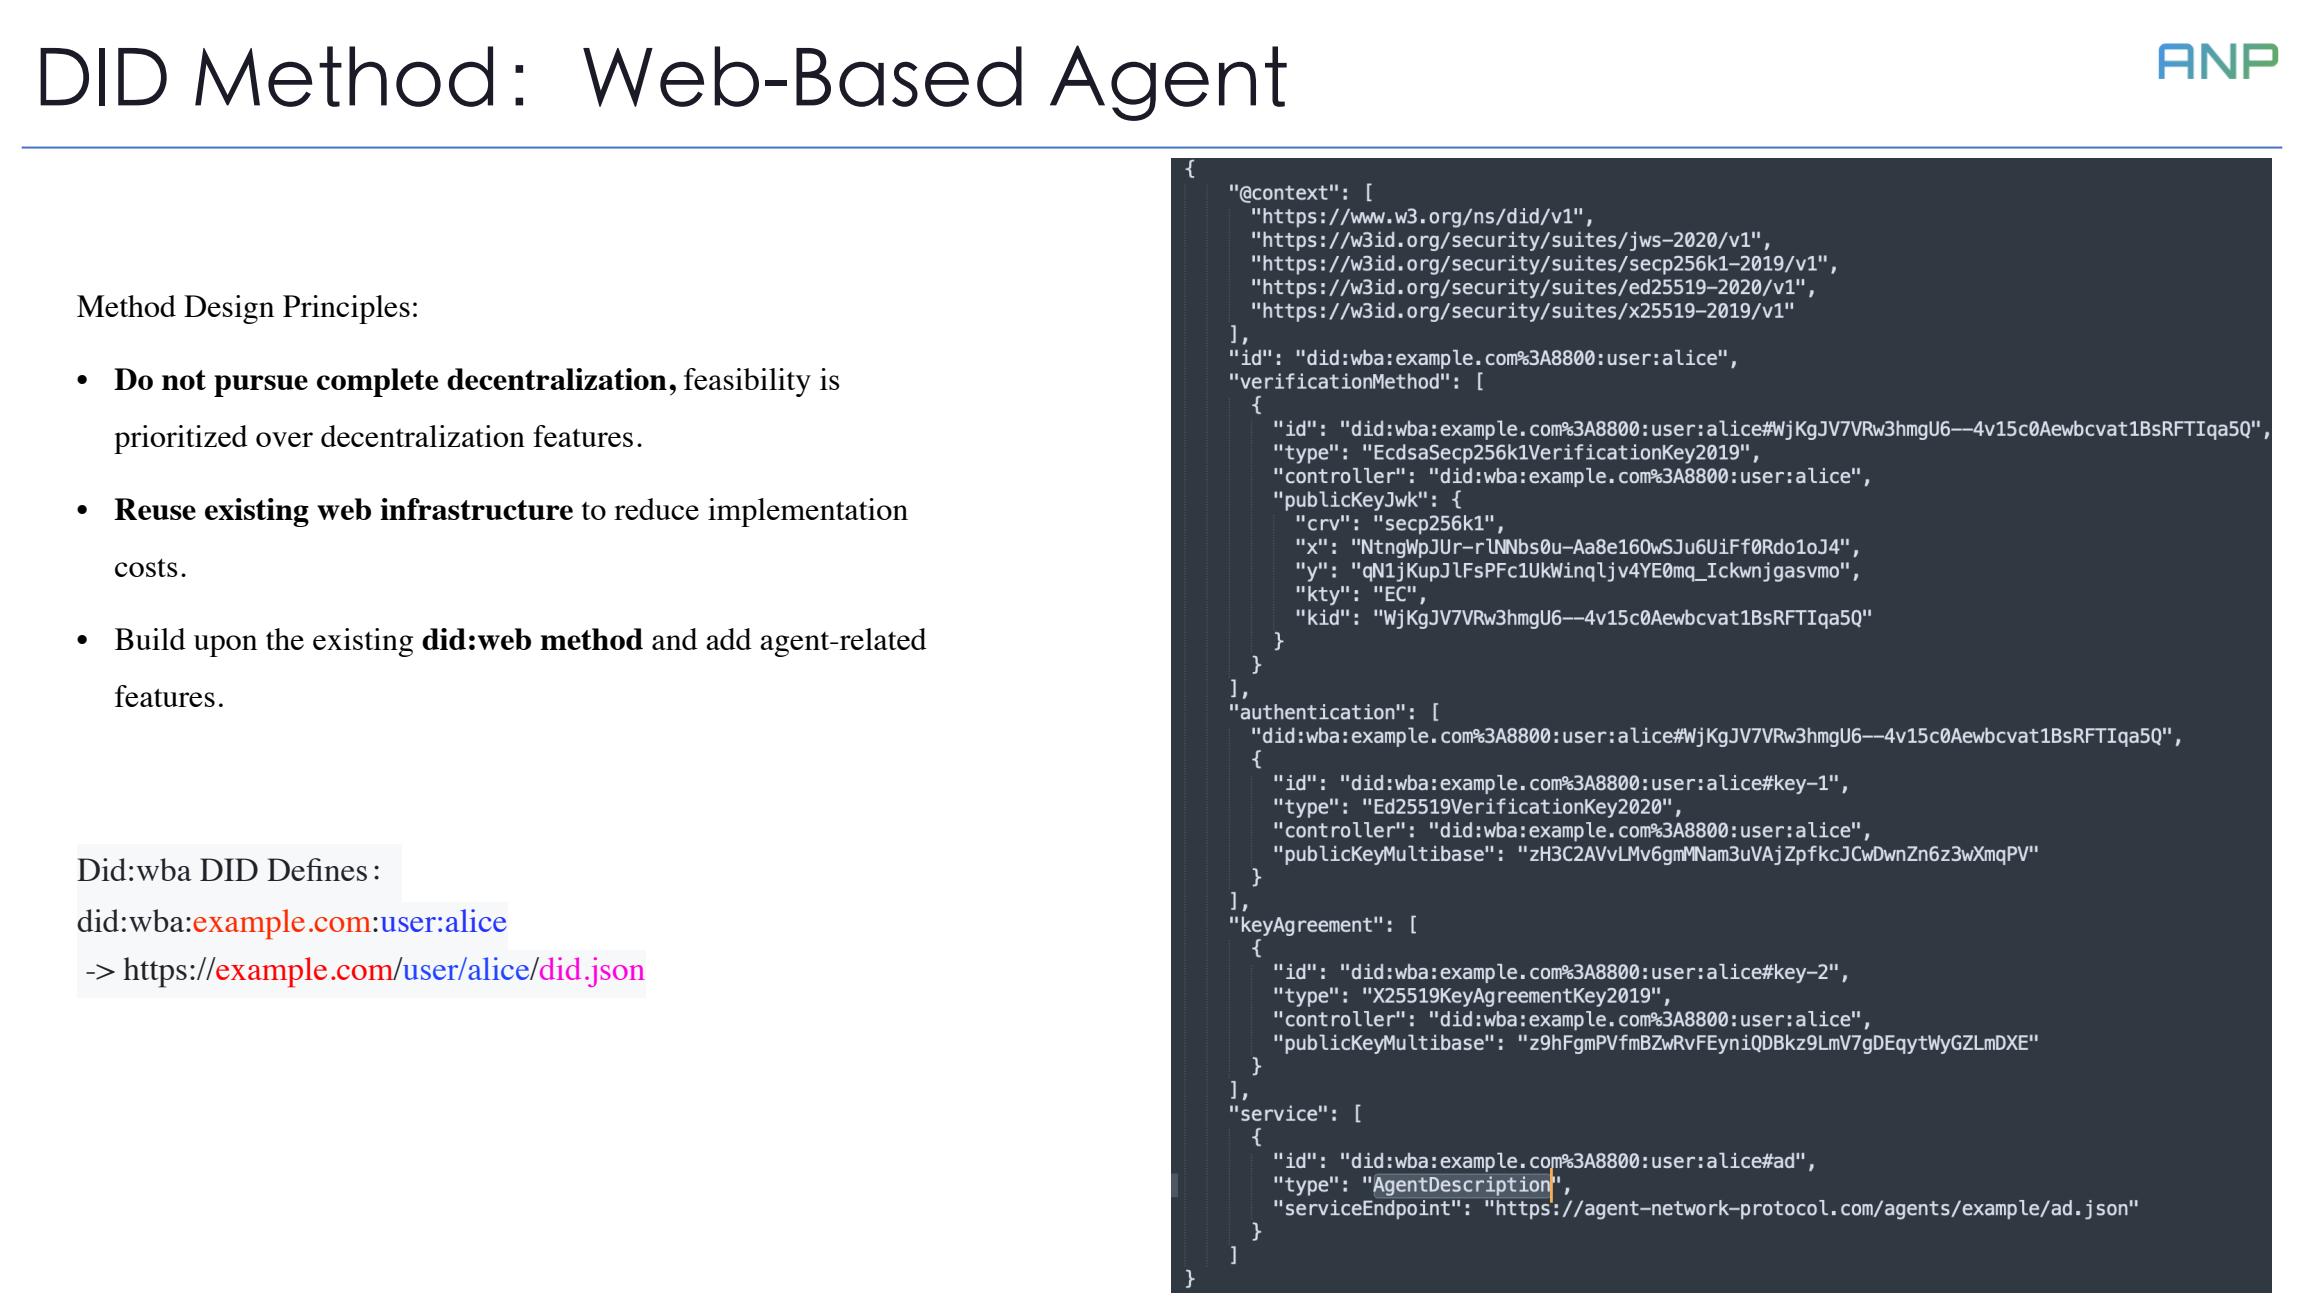 DID Method： Web-Based Agent
ANP
Method Design Principles:
• Do not pursue complete decentralization, feasibility is
prioritized over decentralization features.
• Reuse existing web infrastructure to reduce implementation
costs.
• Build upon the existing did:web method and add agent-related
features.
Did:wba DID Defines：
did:wba:example.com:user:alice
-> https://example.com/user/alice/did.json
{
"@context": [
"https://www.w3.org/ns/did/v1",
"https://w3id.org/security/suites/jws-2020/v1",
"https://w3id.org/security/suites/secp256k1-2019/v1",
"https://w3id.org/security/suites/ed25519-2020/v1",
"https://w3id.org/security/suites/x25519-2019/v1"
],
"id": "did:wba:example.com%3A8800:user:alice",
"verificationMethod": [
{
"id": "did:wba:example.com%3A8800:user:alice#WjKgJV7VRw3hmgU6--4v15c0Aewbcvat1BsRFTIqa5Q",
"type": "EcdsaSecp256k1VerificationKey2019",
"controller": "did:wba:example.com%3A8800:user:alice",
"publicKeyJwk": {
"crv": "secp256k1",
"x": "NtngWpJUr-rlNNbs0u-Aa8e16OwSJu6UiFf0Rdo1oJ4",
"y": "qN1jKupJlFsPFc1UkWinqljv4YE0mq_Ickwnjgasvmo",
"kty": "EC",
"kid": "WjKgJV7VRw3hmgU6--4v15c0Aewbcvat1BsRFTIqa5Q"
}
}
],
"authentication": [
"did:wba:example.com%3A8800:user:alice#WjKgJV7VRw3hmgU6--4v15c0Aewbcvat1BsRFTIqa5Q",
{
"id": "did:wba:example.com%3A8800:user:alice#key-1",
"type": "Ed25519VerificationKey2020",
"controller": "did:wba:example.com%3A8800:user:alice",
"publicKeyMultibase": "zH3C2AVvLMv6gmMNam3uVAjZpfkcJCwDwnZn6z3wXmqPV"
}
],
"keyAgreement": [
{
"id": "did:wba:example.com%3A8800:user:alice#key-2",
"type": "X25519KeyAgreementKey2019",
"controller": "did:wba:example.com%3A8800:user:alice",
"publicKeyMultibase": "z9hFgmPVfmBZwRvFEyniQDBkz9LmV7gDEqytWyGZLmDXE"
}
],
"service": [
{
"id": "did:wba:example.com%3A8800:user:alice#ad",
"type": "AgentDescription",
"serviceEndpoint": "https://agent-network-protocol.com/agents/example/ad.json"
}
]
}